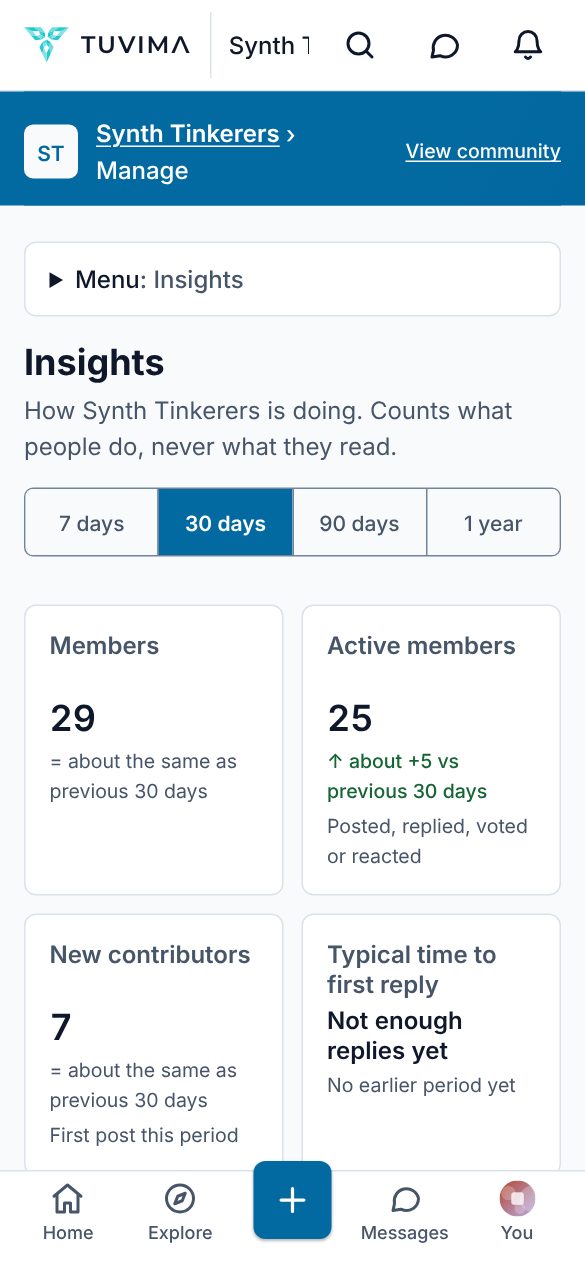 TUVIMA
Synth T
ST
Synth Tinkerers ›
Manage
View community
▶ Menu: Insights
Insights
How Synth Tinkerers is doing. Counts what
people do, never what they read.
7 days
30 days
90 days
1 year
Members
29
= about the same as
previous 30 days
Active members
25
↑ about +5 vs
previous 30 days
Posted, replied, voted
or reacted
New contributors
7
= about the same as
previous 30 days
First post this period
Typical time to
first reply
Not enough
replies yet
No earlier period yet
Home
Explore
+
Messages
You